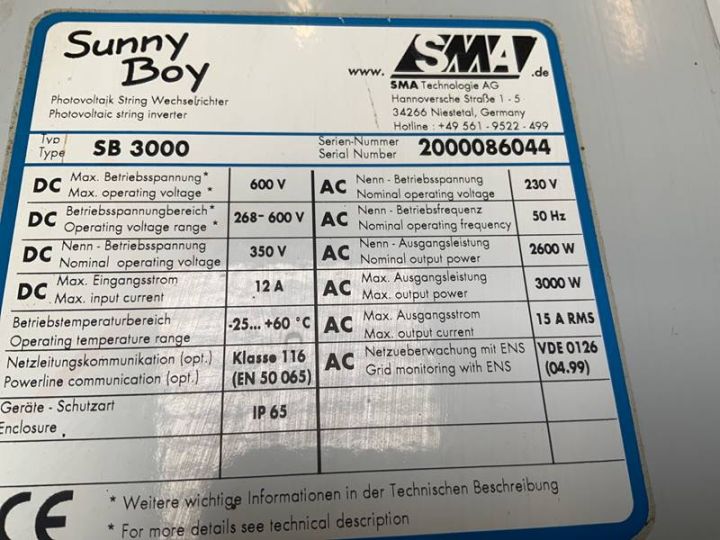 Sunny
Boy
www. SMA .de
SMA Technologie AG
Hannoversche Straße 1 - 5
34266 Niestetal, Germany
Hotline : +49 561 - 9522 - 499
Photovoltaik String Wechselrichter
Photovoltaic string inverter
Typ
Type SB 3000
Serien-Nummer
Serial Number 2000086044
DC Max. Betriebsspannung *
Max. operating voltage * 600 V
AC Nenn - Betriebsspannung
Nominal operating voltage 230 V
DC Betriebsspannungbereich *
Operating voltage range * 268- 600 V
AC Nenn - Betriebsfrequenz
Nominal operating frequency 50 Hz
DC Nenn - Betriebsspannung
Nominal operating voltage 350 V
AC Nenn - Ausgangsleistung
Nominal output power 2600 W
DC Max. Eingangsstrom
Max. input current 12 A
AC Max. Ausgangsleistung
Max. output power 3000 W
Betriebstemperaturbereich
Operating temperature range -25... +60 °C
AC Max. Ausgangsstrom
Max. output current 15 A RMS
Netzleitungskommunikation (opt.) Klasse 116
Powerline communication (opt.) (EN 50 065)
AC Netzueberwachung mit ENS VDE 0126
Grid monitoring with ENS (04.99)
Geräte - Schutzart
Enclosure IP 65
CE
* Weitere wichtige Informationen in der Technischen Beschreibung
* For more details see technical description